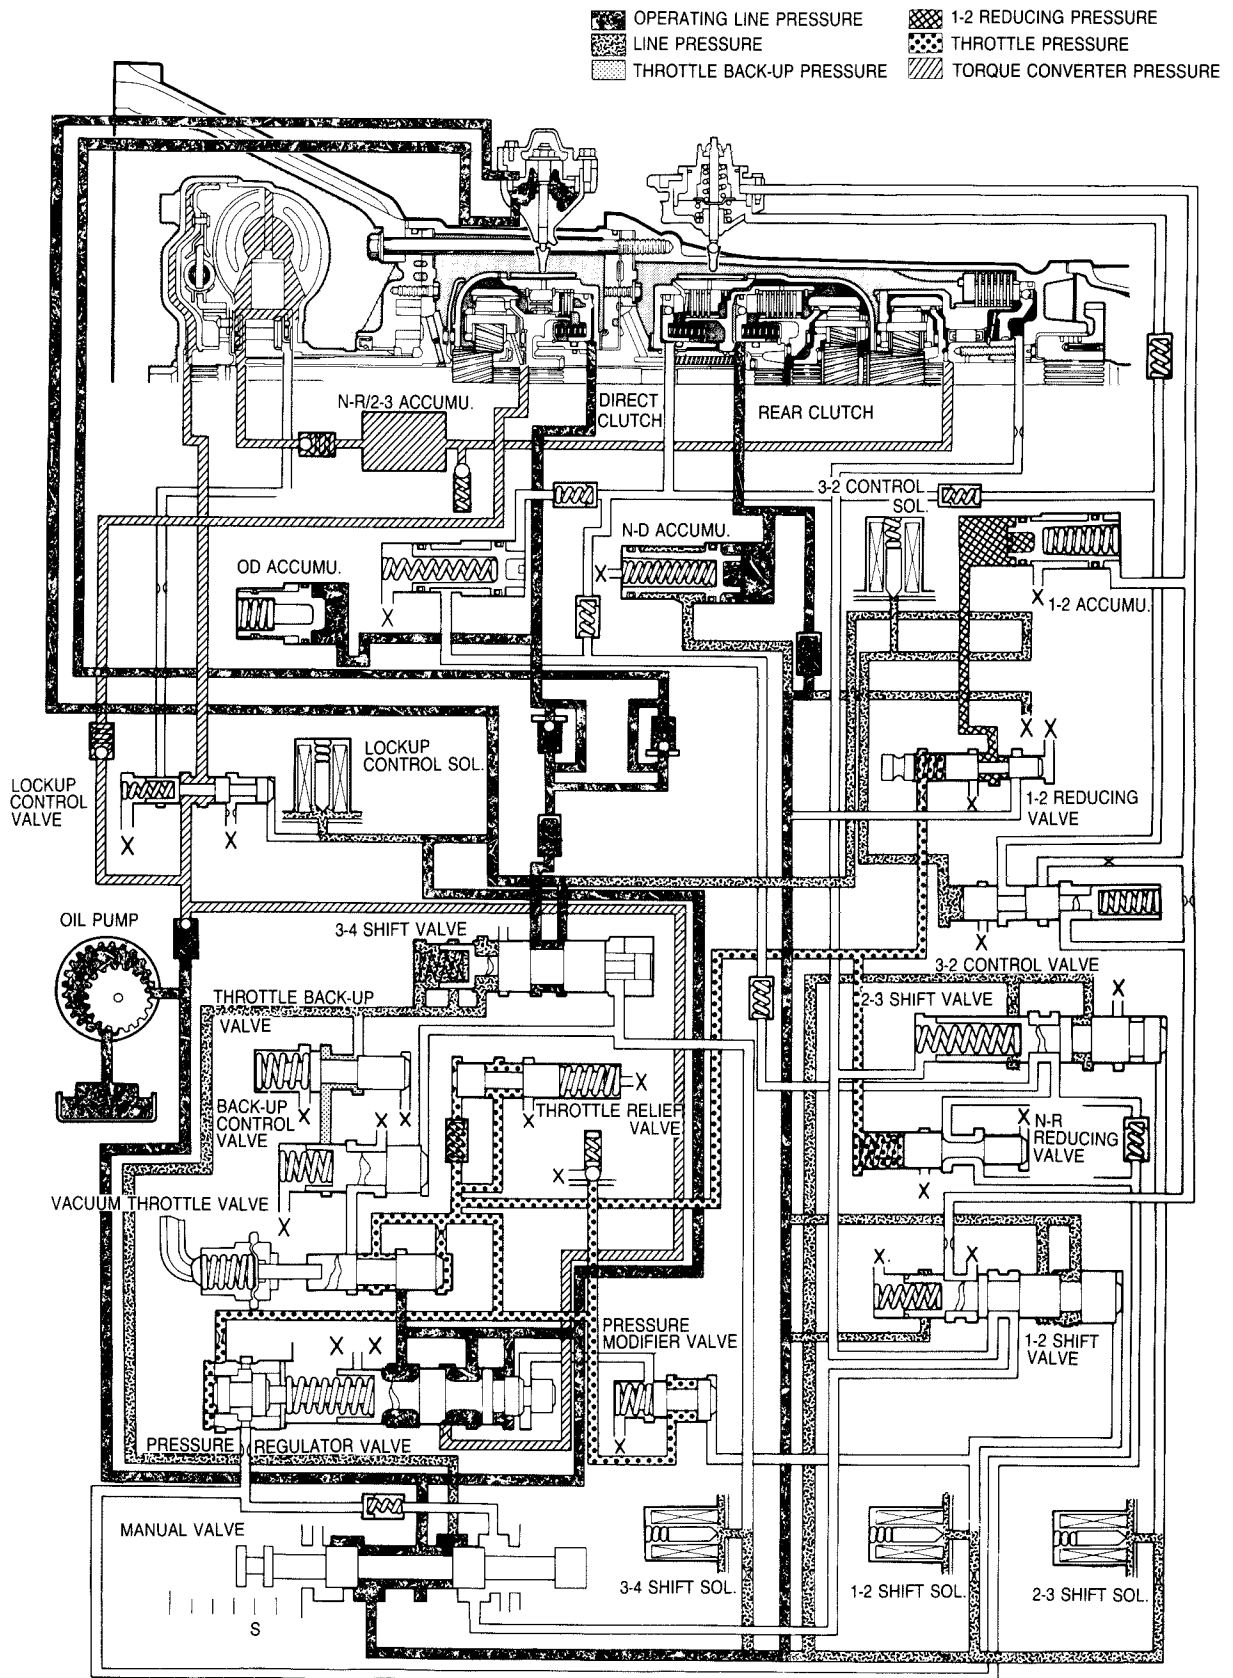 OPERATING LINE PRESSURE
1-2 REDUCING PRESSURE
LINE PRESSURE
THROTTLE PRESSURE
THROTTLE BACK-UP PRESSURE
TORQUE CONVERTER PRESSURE
N-R/2-3 ACCUMU.
DIRECT
CLUTCH
REAR CLUTCH
3-2 CONTROL
SOL.
N-D ACCUMU.
OD ACCUMU.
X
X
X
1-2 ACCUMU.
X
X
LOCKUP
CONTROL SOL.
LOCKUP
CONTROL
VALVE
X
1-2 REDUCING
VALVE
X
X
X
OIL PUMP
3-4 SHIFT VALVE
X
3-2 CONTROL VALVE
THROTTLE BACK-UP
VALVE
2-3 SHIFT VALVE
X
X
BACK-UP
CONTROL
VALVE
X
X
X
X
THROTTLE RELIEF
VALVE
X
X
N-R
REDUCING
VALVE
X
X
VACUUM THROTTLE VALVE
X
X
X
PRESSURE
MODIFIER VALVE
X
X
1-2 SHIFT
VALVE
X
PRESSURE REGULATOR VALVE
MANUAL VALVE
3-4 SHIFT SOL.
1-2 SHIFT SOL.
2-3 SHIFT SOL.
S